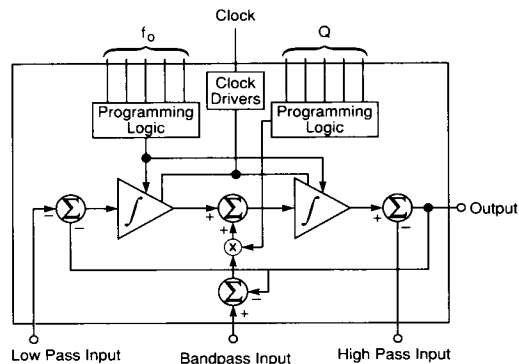 f₀
Clock
Q
Programming
Logic
Clock
Drivers
Programming
Logic
− Σ −
∫
+ Σ +
∫
+ Σ −
Output
x
Σ − +
Low Pass Input
Bandpass Input
High Pass Input